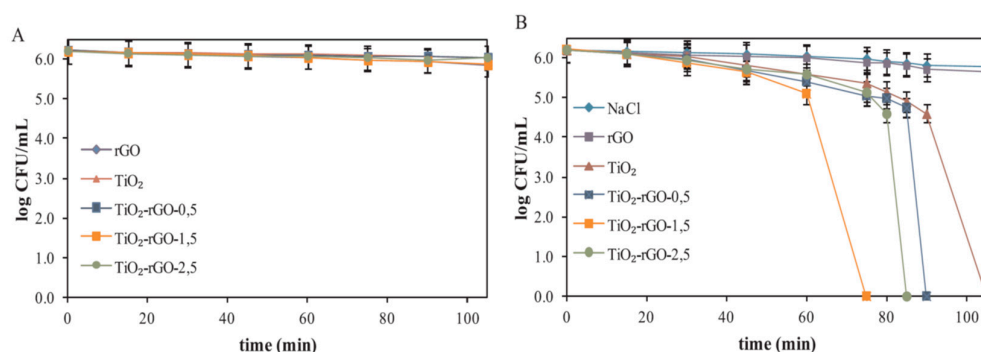 A
log CFU/mL
6.0
5.0
4.0
3.0
2.0
1.0
0.0
rGO
TiO₂
TiO₂-rGO-0,5
TiO₂-rGO-1,5
TiO₂-rGO-2,5
0 20 40 60 80 100
time (min)
B
log CFU/mL
6.0
5.0
4.0
3.0
2.0
1.0
0.0
NaCl
rGO
TiO₂
TiO₂-rGO-0,5
TiO₂-rGO-1,5
TiO₂-rGO-2,5
0 20 40 60 80 100
time (min)